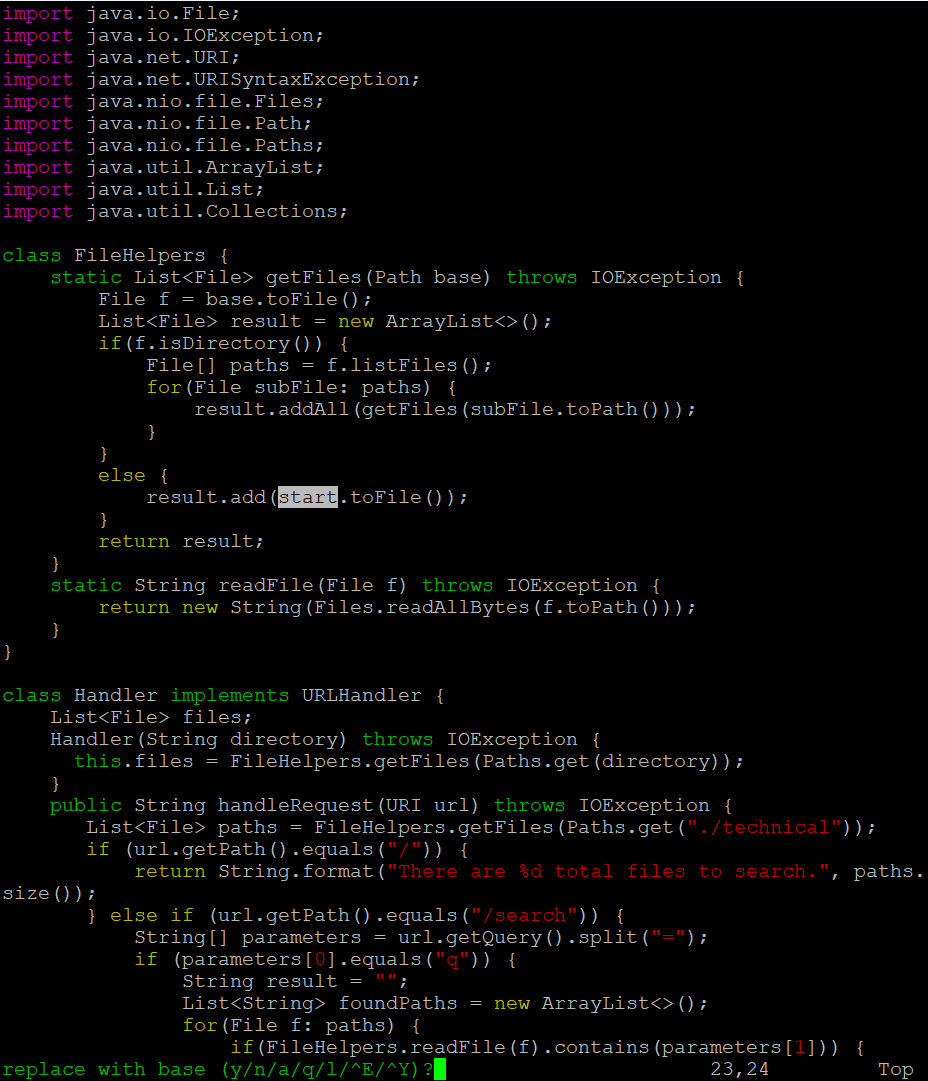 import java.io.File;
import java.io.IOException;
import java.net.URI;
import java.net.URISyntaxException;
import java.nio.file.Files;
import java.nio.file.Path;
import java.nio.file.Paths;
import java.util.ArrayList;
import java.util.List;
import java.util.Collections;

class FileHelpers {
    static List<File> getFiles(Path base) throws IOException {
        File f = base.toFile();
        List<File> result = new ArrayList<>();
        if(f.isDirectory()) {
            File[] paths = f.listFiles();
            for(File subFile: paths) {
                result.addAll(getFiles(subFile.toPath()));
            }
        }
        else {
            result.add(start.toFile());
        }
        return result;
    }
    static String readFile(File f) throws IOException {
        return new String(Files.readAllBytes(f.toPath()));
    }
}

class Handler implements URLHandler {
    List<File> files;
    Handler(String directory) throws IOException {
      this.files = FileHelpers.getFiles(Paths.get(directory));
    }
    public String handleRequest(URI url) throws IOException {
       List<File> paths = FileHelpers.getFiles(Paths.get("./technical"));
       if (url.getPath().equals("/")) {
           return String.format("There are %d total files to search.", paths.
size());
       } else if (url.getPath().equals("/search")) {
           String[] parameters = url.getQuery().split("=");
           if (parameters[0].equals("q")) {
               String result = "";
               List<String> foundPaths = new ArrayList<>();
               for(File f: paths) {
                   if(FileHelpers.readFile(f).contains(parameters[1])) {
replace with base (y/n/a/q/l/^E/^Y)? 23,24 Top